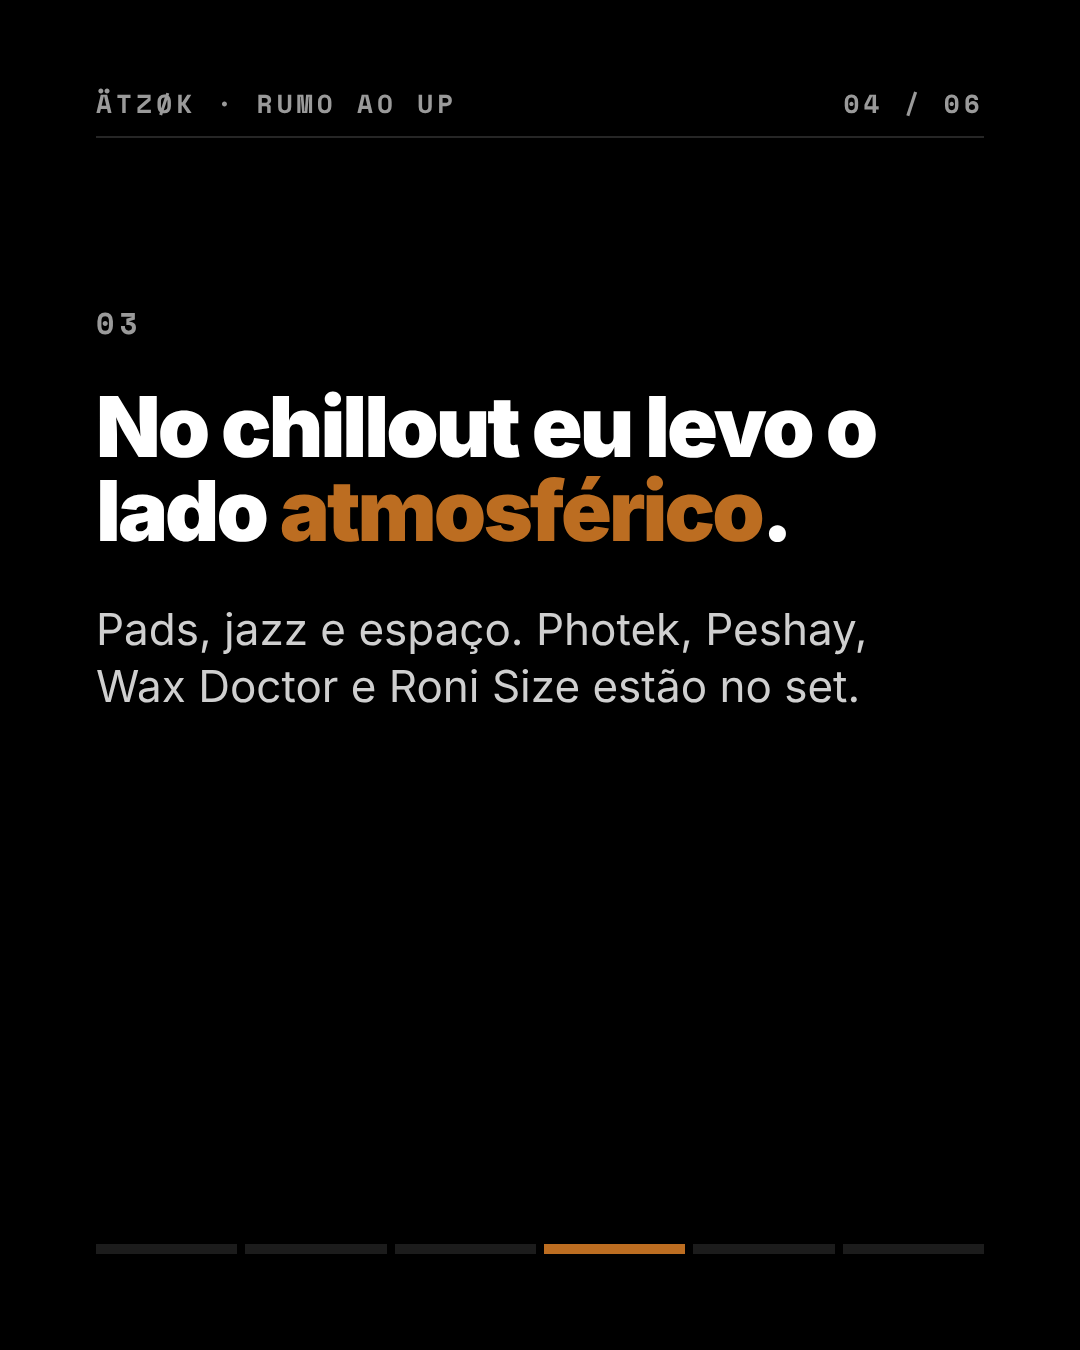 ÄTZØK · RUMO AO UP
04 / 06
03
No chillout eu levo o
lado atmosférico.
Pads, jazz e espaço. Photek, Peshay,
Wax Doctor e Roni Size estão no set.